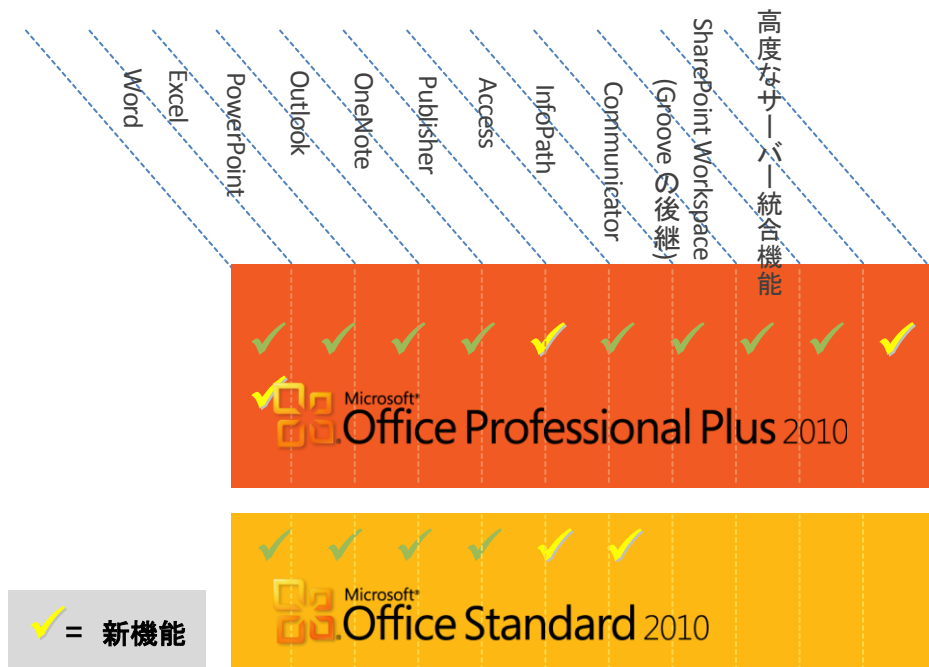 Word
Excel
PowerPoint
Outlook
OneNote
Publisher
Access
InfoPath
Communicator
SharePoint Workspace
(Groove の後継)
高度なサーバー統合機能
Microsoft®
Office Professional Plus 2010
Microsoft®
Office Standard 2010
= 新機能